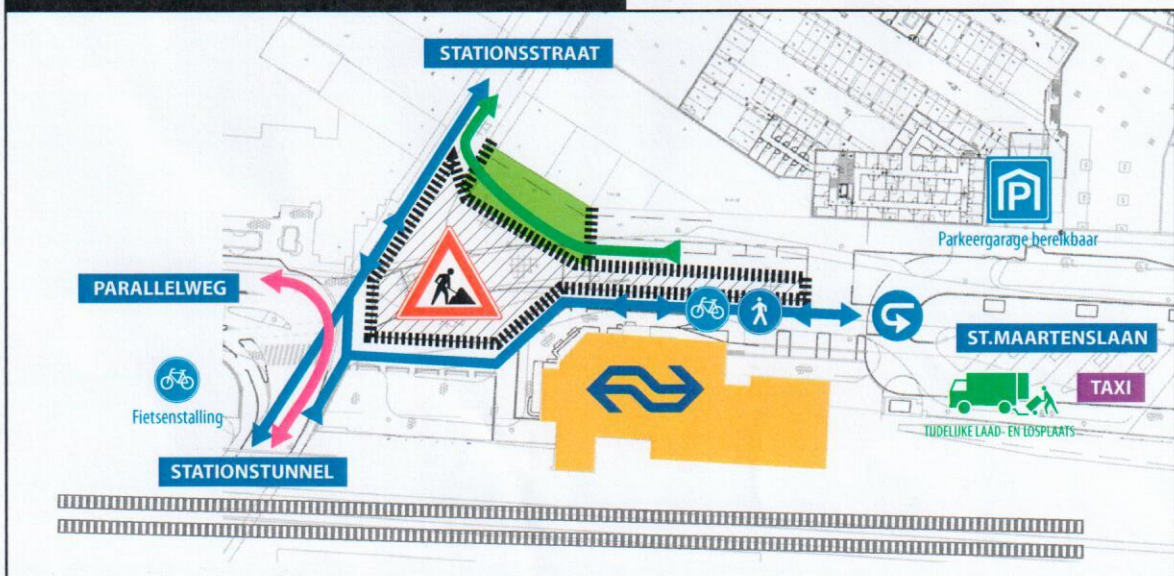 STATIONSSTRAAT
P
Parkeergarage bereikbaar
PARALLELWEG
ST.MAARTENSLAAN
Fietsenstalling
TAXI
TIJDELIJKE LAAD- EN LOSPLAATS
STATIONSTUNNEL